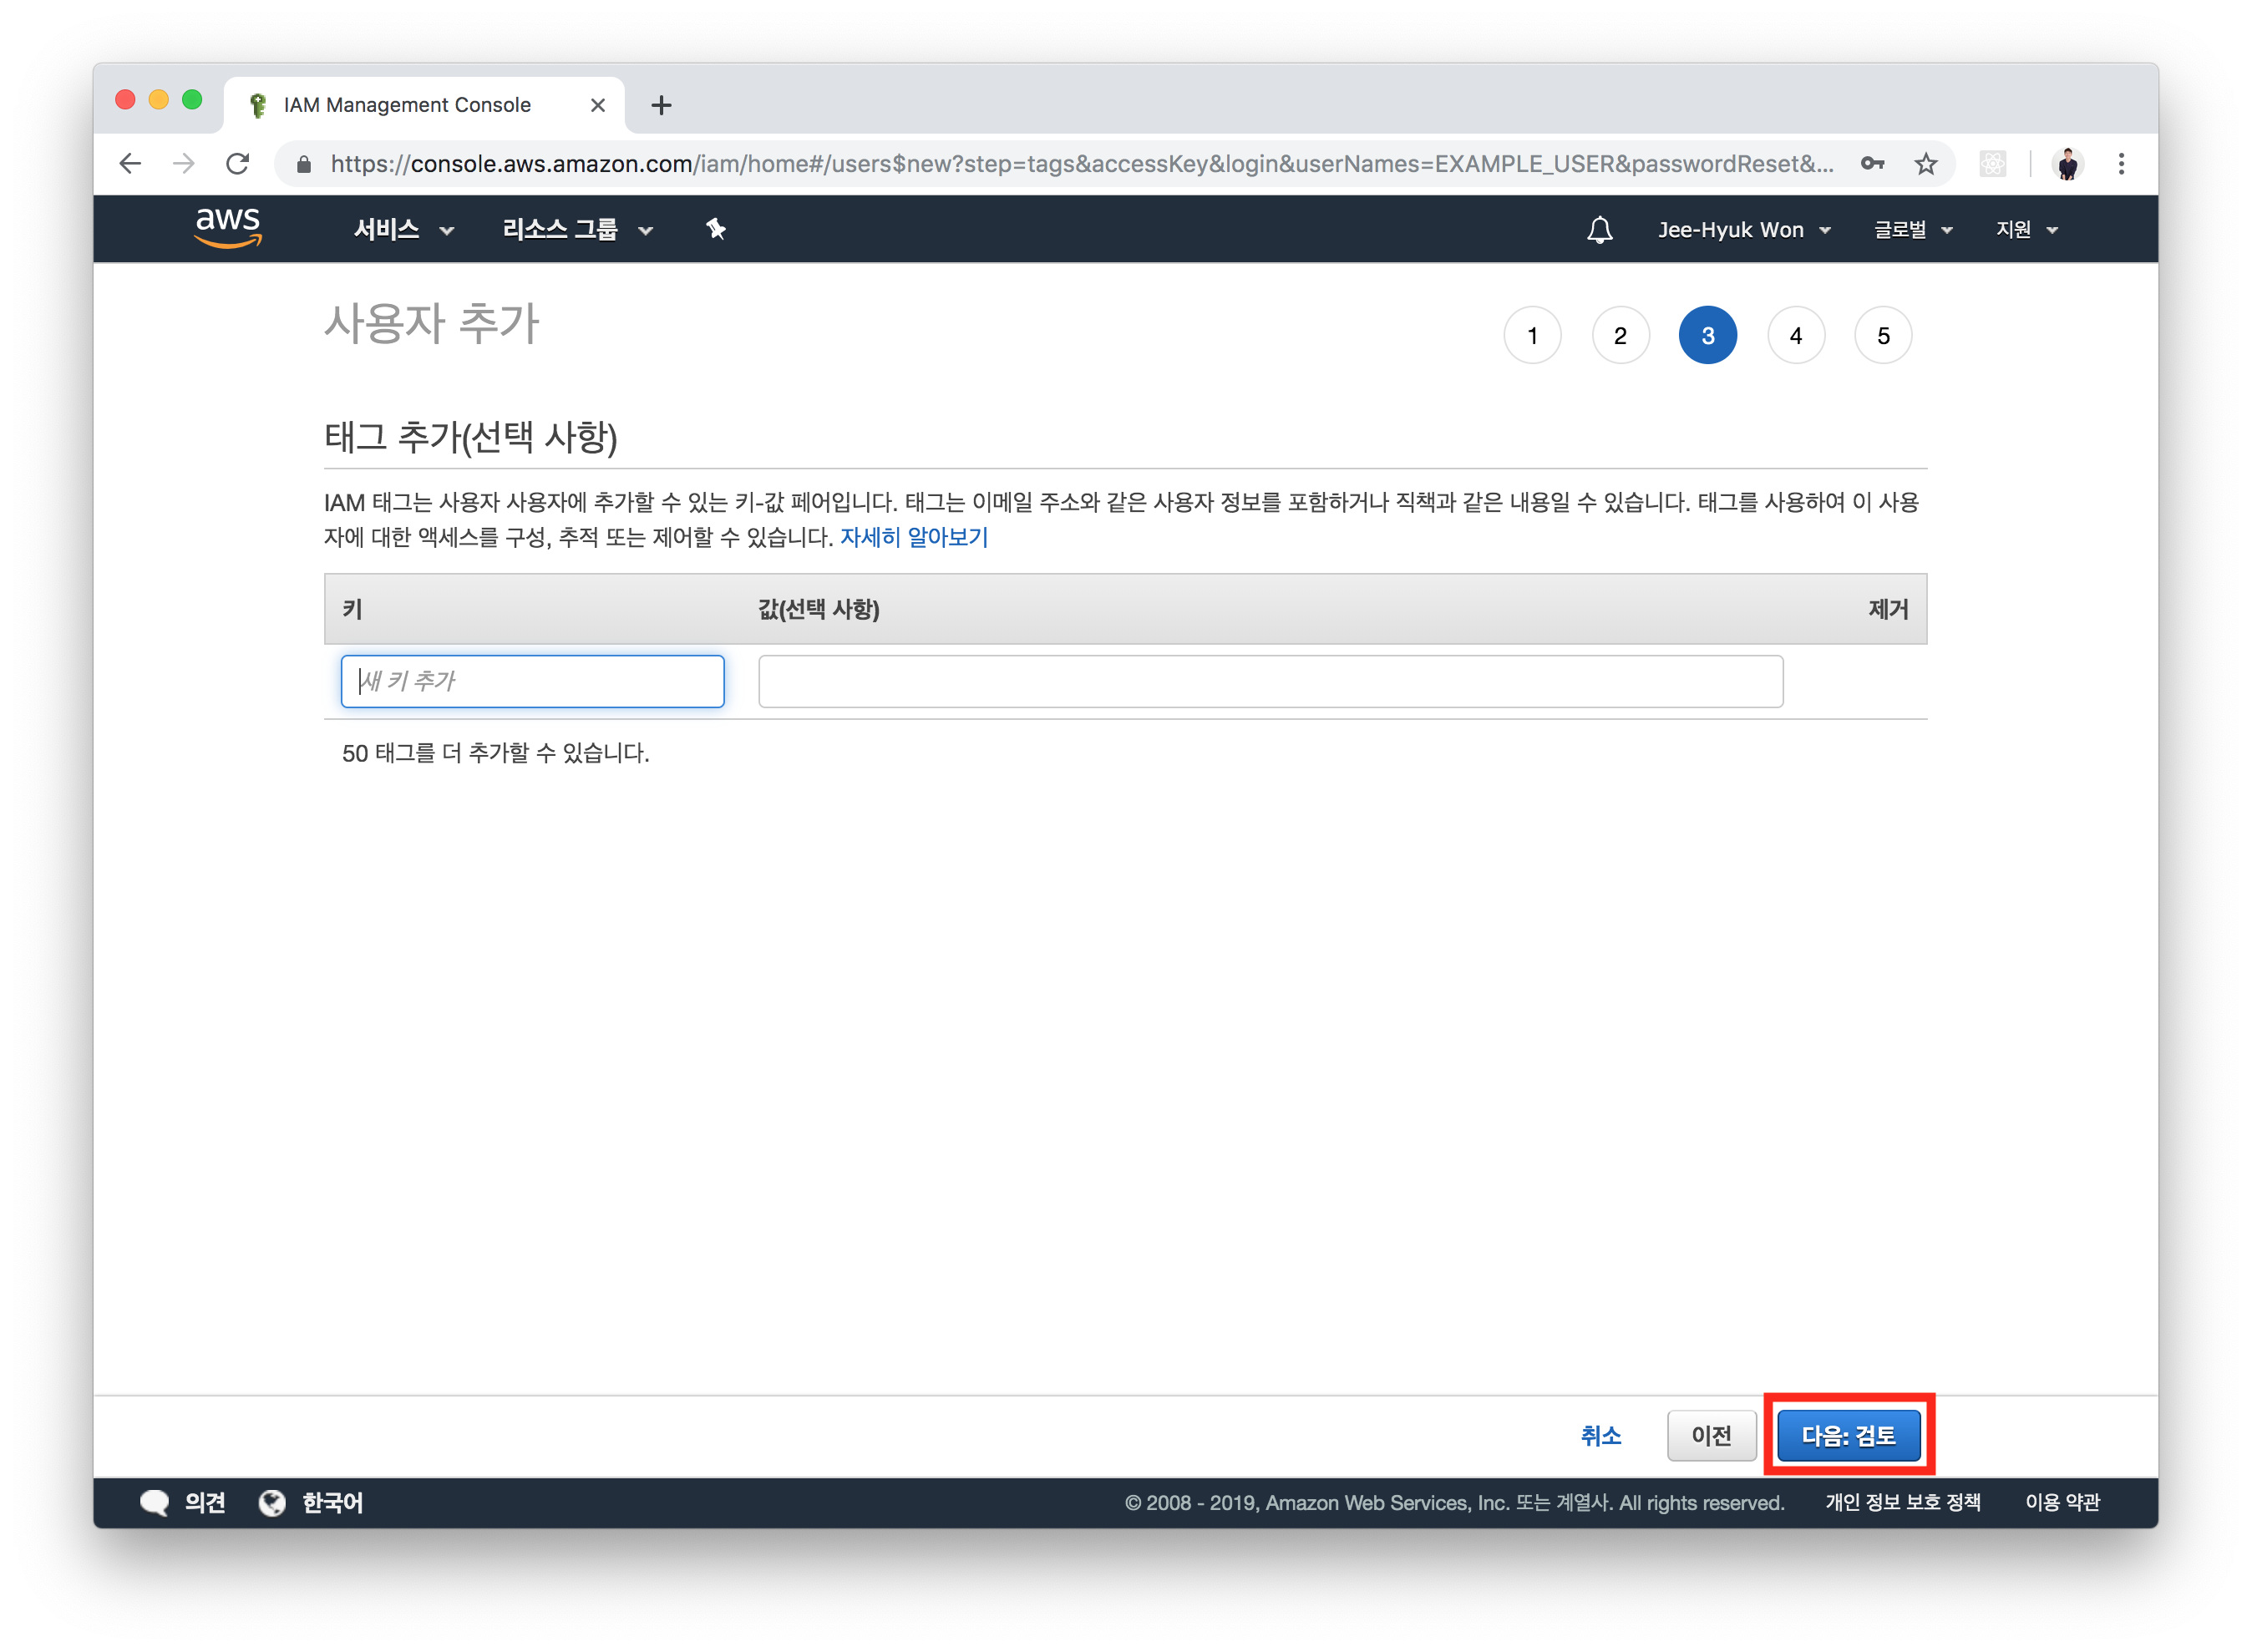 IAM Management Console
https://console.aws.amazon.com/iam/home#/users$new?step=tags&accessKey&login&userNames=EXAMPLE_USER&passwordReset&...
aws 서비스 리소스 그룹 Jee-Hyuk Won 글로벌 지원
사용자 추가 1 2 3 4 5
태그 추가(선택 사항)
IAM 태그는 사용자 사용자에 추가할 수 있는 키-값 페어입니다. 태그는 이메일 주소와 같은 사용자 정보를 포함하거나 직책과 같은 내용일 수 있습니다. 태그를 사용하여 이 사용
자에 대한 액세스를 구성, 추적 또는 제어할 수 있습니다. 자세히 알아보기
키 값(선택 사항) 제거
새 키 추가
50 태그를 더 추가할 수 있습니다.
취소 이전 다음: 검토
의견 한국어 © 2008 - 2019, Amazon Web Services, Inc. 또는 계열사. All rights reserved. 개인 정보 보호 정책 이용 약관